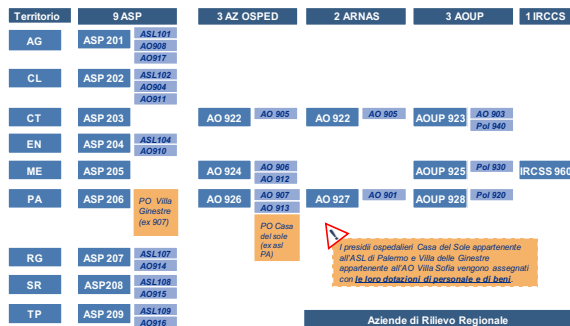 Territorio 9 ASP 3 AZ OSPED 2 ARNAS 3 AOUP 1 IRCCS
AG ASP 201 ASL101
AO908
AO917
CL ASP 202 ASL102
AO904
AO911
CT ASP 203 AO 922 AO 905 AO 922 AO 905 AOUP 923 AO 903
Pol 940
EN ASP 204 ASL104
AO910
ME ASP 205 AO 924 AO 906 AOUP 925 Pol 930 IRCSS 960
AO 912
PA ASP 206 PO Villa
Ginestre
(ex 907)
AO 926 AO 907
AO 913
PO Casa
del sole
(ex asl
PA)
AO 927 AO 901 AOUP 928 Pol 920
!
I presidii ospedalieri Casa del Sole appartenente
all'ASL di Palermo e Villa delle Ginestre
appartenente all'AO Villa Sofia vengono assegnati
con le loro dotazioni di personale e di beni.
RG ASP 207 ASL107
AO914
SR ASP208 ASL108
AO915
TP ASP 209 ASL109
AO916
Aziende di Rilievo Regionale